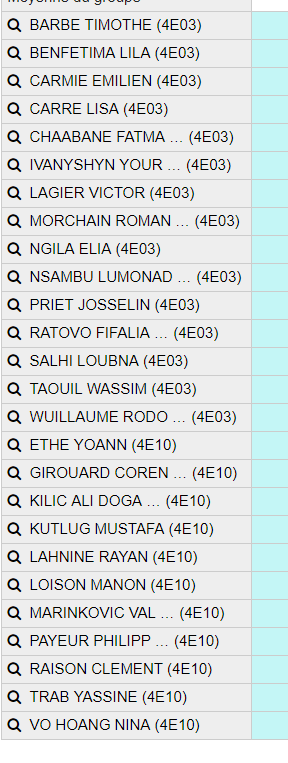 Moyenne du groupe
BARBE TIMOTHE (4E03)
BENFETIMA LILA (4E03)
CARMIE EMILIEN (4E03)
CARRE LISA (4E03)
CHAABANE FATMA ... (4E03)
IVANYSHYN YOUR ... (4E03)
LAGIER VICTOR (4E03)
MORCHAIN ROMAN ... (4E03)
NGILA ELIA (4E03)
NSAMBU LUMONAD ... (4E03)
PRIET JOSSELIN (4E03)
RATOVO FIFALIA ... (4E03)
SALHI LOUBNA (4E03)
TAOUIL WASSIM (4E03)
WUILLAUME RODO ... (4E03)
ETHE YOANN (4E10)
GIROUARD COREN ... (4E10)
KILIC ALI DOGA ... (4E10)
KUTLUG MUSTAFA (4E10)
LAHNINE RAYAN (4E10)
LOISON MANON (4E10)
MARINKOVIC VAL ... (4E10)
PAYEUR PHILIPP ... (4E10)
RAISON CLEMENT (4E10)
TRAB YASSINE (4E10)
VO HOANG NINA (4E10)